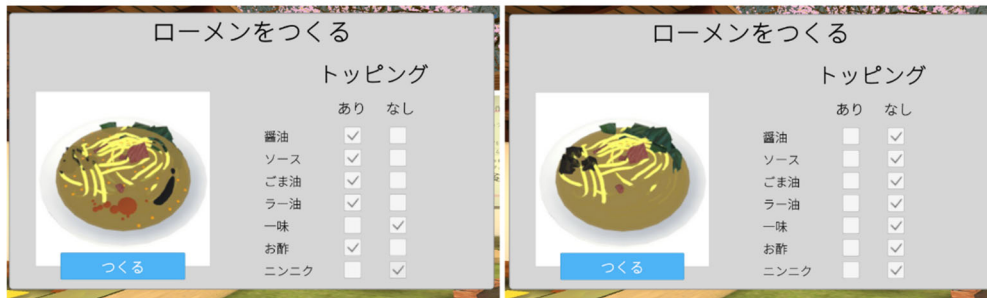 ローメンをつくる
トッピング
あり なし
醤油
ソース
ごま油
ラー油
一味
お酢
ニンニク
つくる
ローメンをつくる
トッピング
あり なし
醤油
ソース
ごま油
ラー油
一味
お酢
ニンニク
つくる